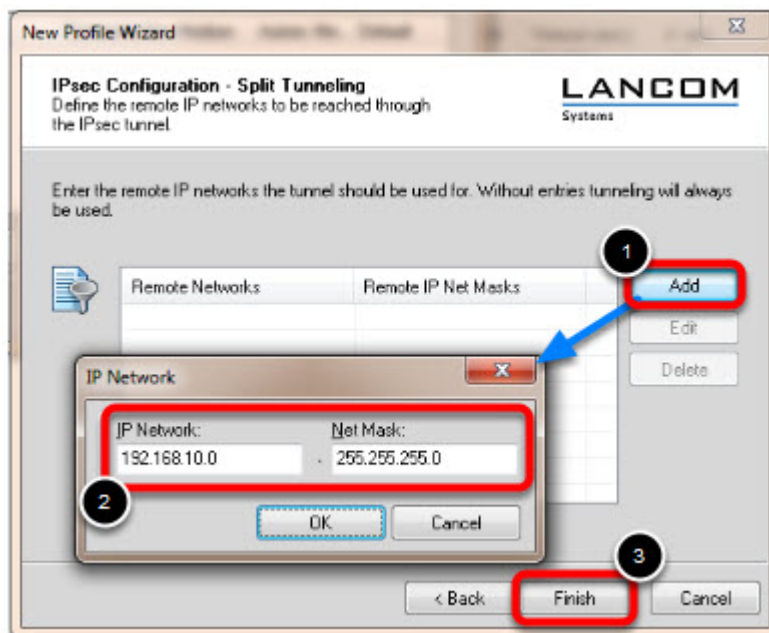 New Profile Wizard
IPsec Configuration - Split Tunneling
Define the remote IP networks to be reached through
the IPsec tunnel.
LANCOM
Systems
Enter the remote IP networks the tunnel should be used for. Without entries tunneling will always
be used.
1
Remote Networks
Remote IP Net Masks
Add
Edit
Delete
IP Network
IP Network:
Net Mask:
192.168.10.0
. 255.255.255.0
2
OK
Cancel
3
< Back
Finish
Cancel